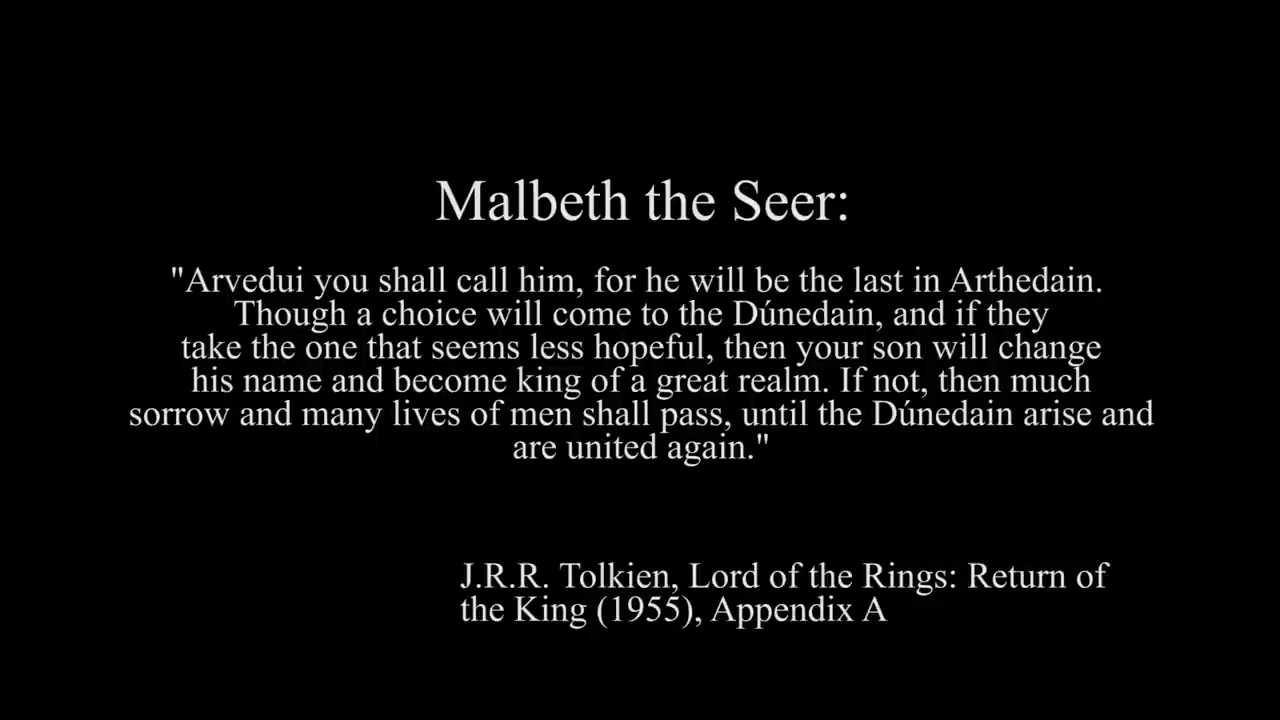 Malbeth the Seer:
"Arvedui you shall call him, for he will be the last in Arthedain.
Though a choice will come to the Dúnedain, and if they
take the one that seems less hopeful, then your son will change
his name and become king of a great realm. If not, then much
sorrow and many lives of men shall pass, until the Dúnedain arise and
are united again."
J.R.R. Tolkien, Lord of the Rings: Return of
the King (1955), Appendix A